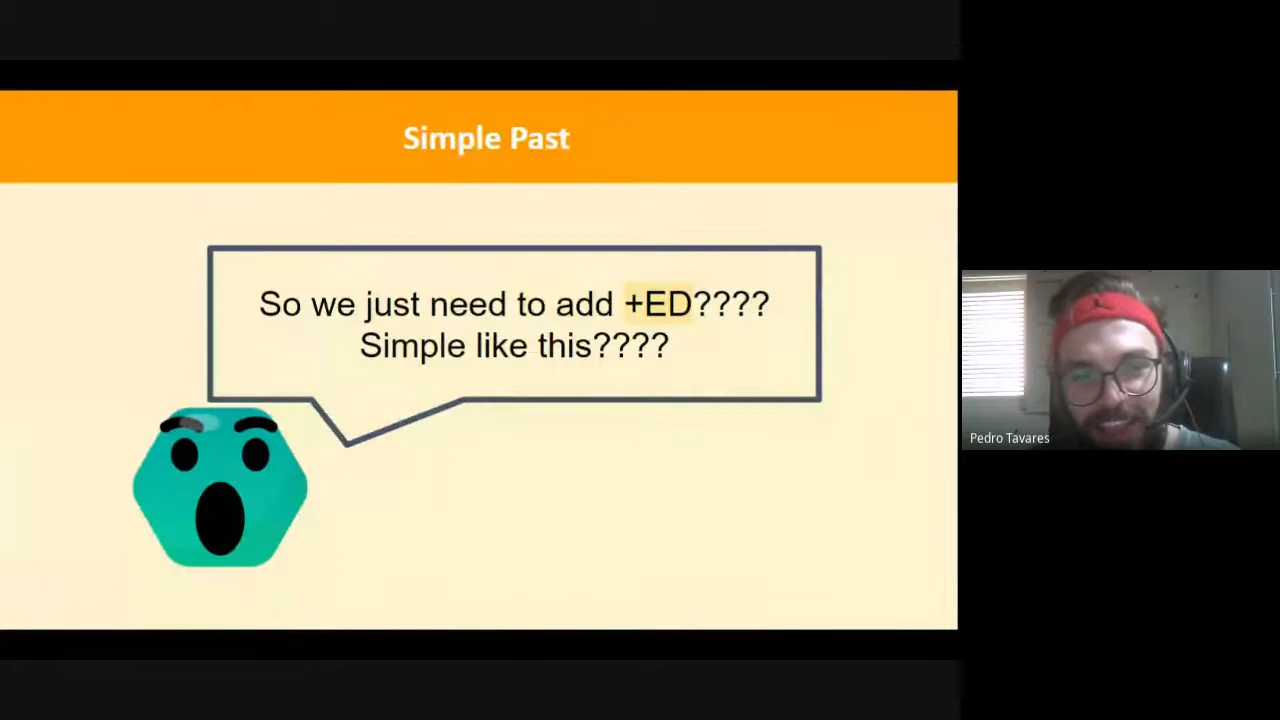 Simple Past
So we just need to add +ED????
Simple like this????
Pedro Tavares